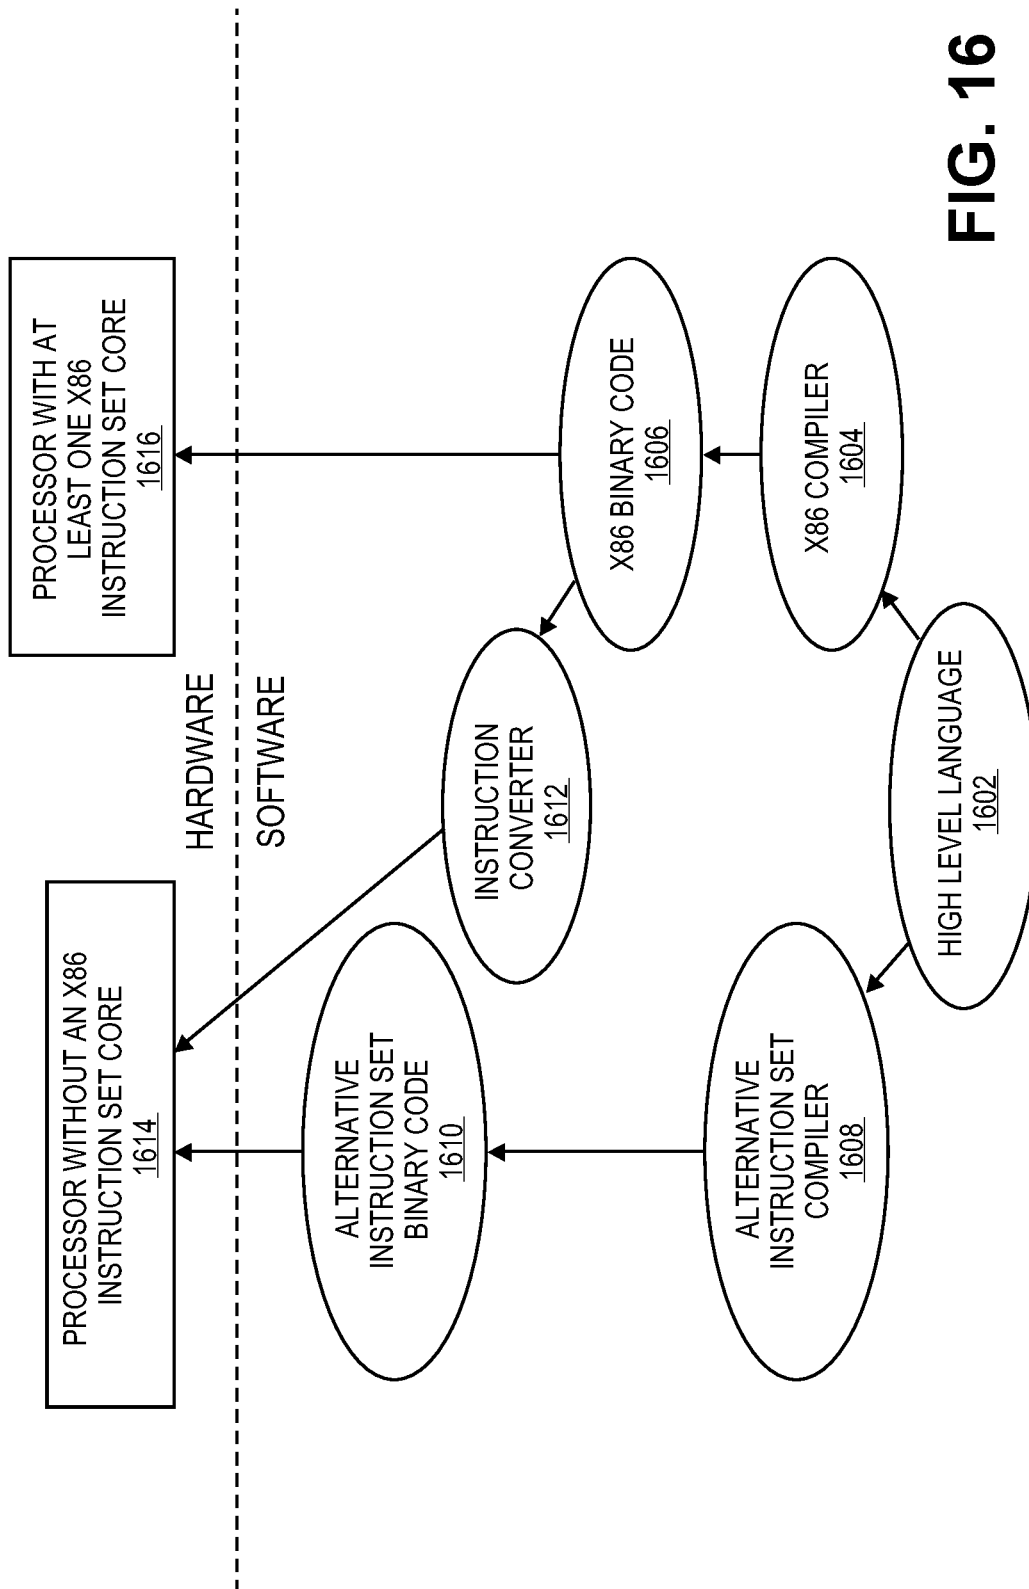 PROCESSOR WITHOUT AN X86
INSTRUCTION SET CORE
1614
PROCESSOR WITH AT
LEAST ONE X86
INSTRUCTION SET CORE
1616
HARDWARE
SOFTWARE
ALTERNATIVE
INSTRUCTION SET
BINARY CODE
1610
INSTRUCTION
CONVERTER
1612
X86 BINARY CODE
1606
ALTERNATIVE
INSTRUCTION SET
COMPILER
1608
X86 COMPILER
1604
HIGH LEVEL LANGUAGE
1602
FIG. 16